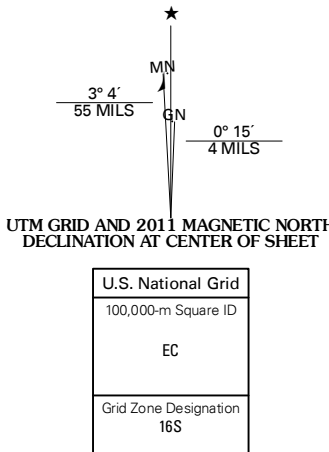 ★
MN
GN
3° 4´
55 MILS
0° 15´
4 MILS
UTM GRID AND 2011 MAGNETIC NORTH
DECLINATION AT CENTER OF SHEET
U.S. National Grid
100,000-m Square ID
EC
Grid Zone Designation
16S